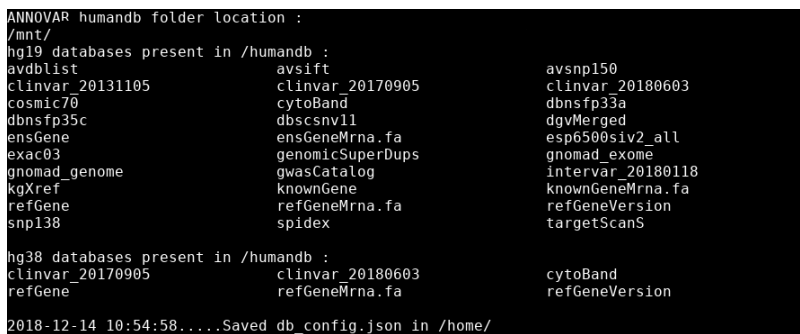 ANNOVAR humandb folder location :
/mnt/
hg19 databases present in /humandb :
avdblist avsift avsnp150
clinvar_20131105 clinvar_20170905 clinvar_20180603
cosmic70 cytoBand dbnsfp33a
dbnsfp35c dbscsnv11 dgvMerged
ensGene ensGeneMrna.fa esp6500siv2_all
exac03 genomicSuperDups gnomad_exome
gnomad_genome gwasCatalog intervar_20180118
kgXref knownGene knownGeneMrna.fa
refGene refGeneMrna.fa refGeneVersion
snp138 spidex targetScanS
hg38 databases present in /humandb :
clinvar_20170905 clinvar_20180603 cytoBand
refGene refGeneMrna.fa refGeneVersion
2018-12-14 10:54:58.....Saved db_config.json in /home/